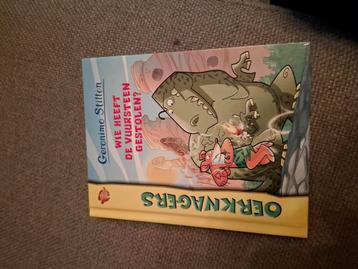 Geronimo Stilton
WIE HEEFT
DE VUURSTEEN
GESTOLEN?
OERKNAGERS